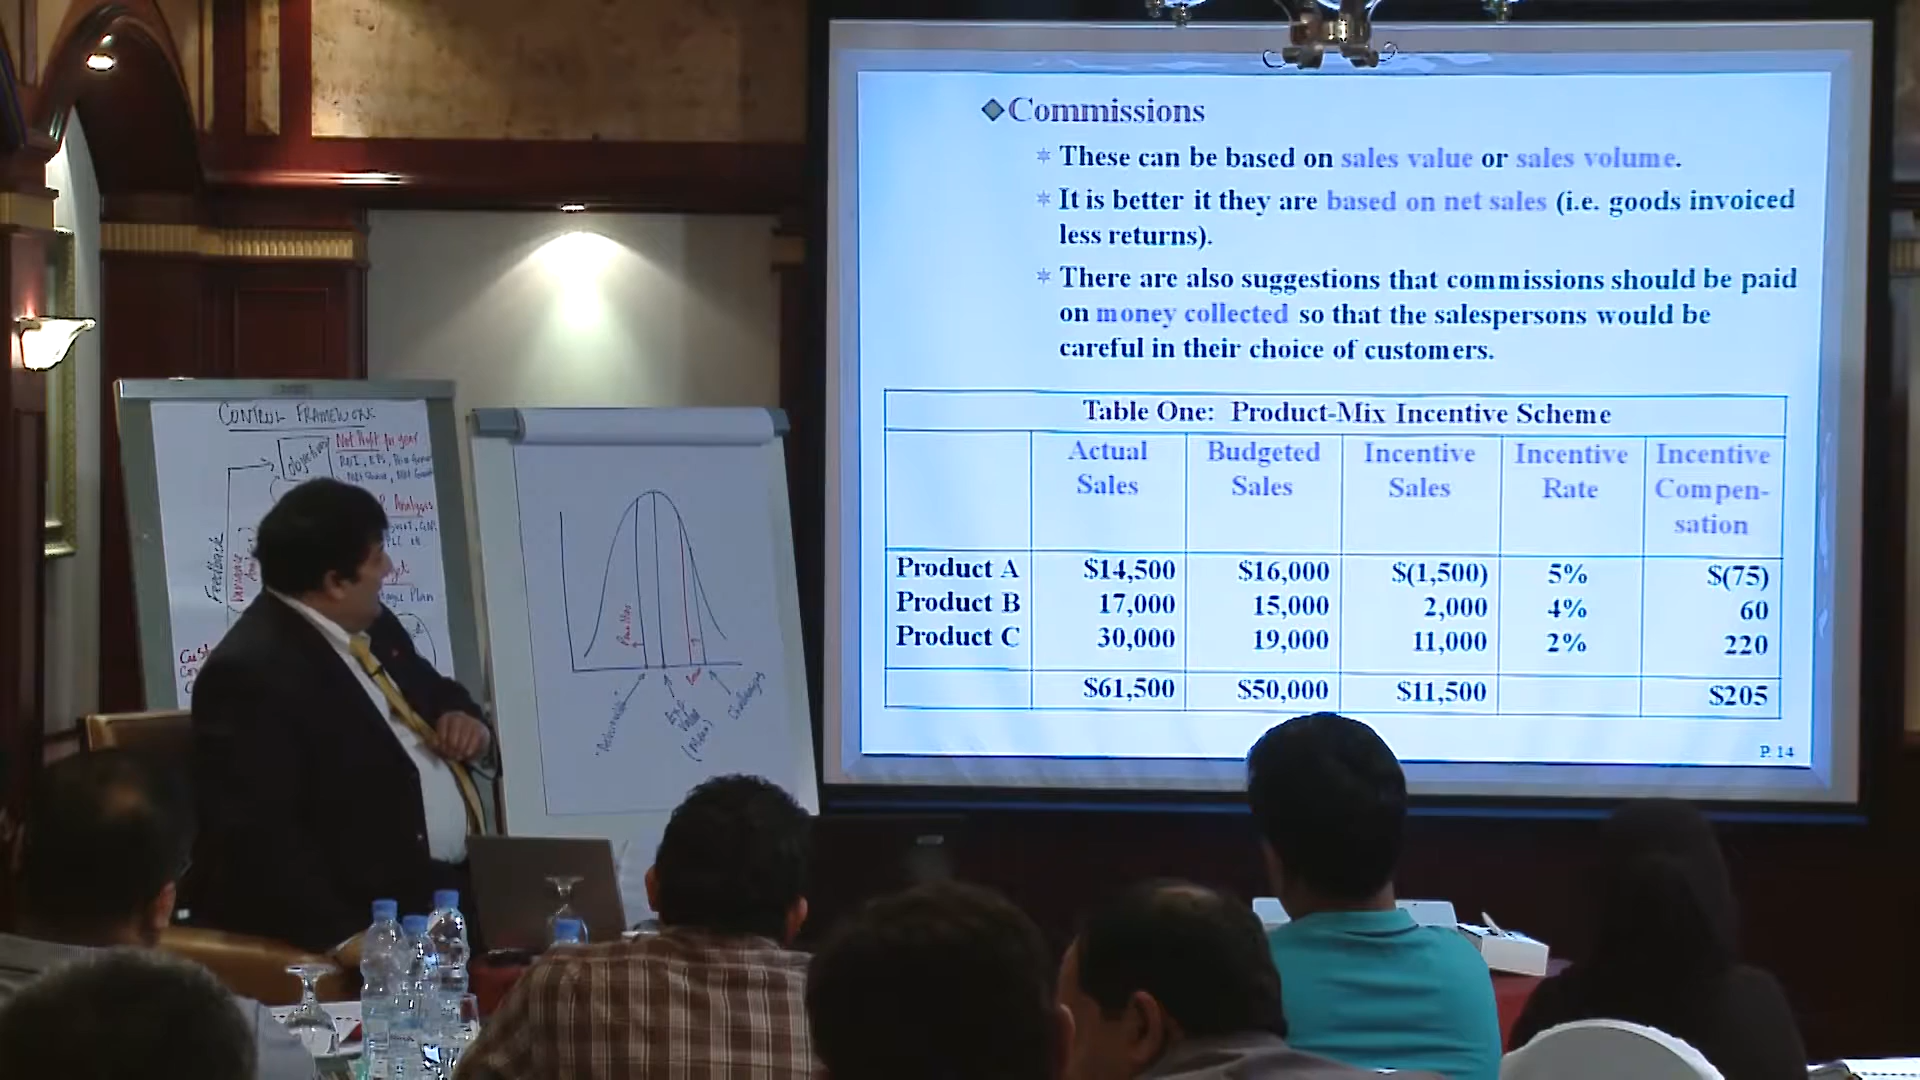 ◆Commissions
* These can be based on sales value or sales volume.
* It is better it they are based on net sales (i.e. goods invoiced
less returns).
* There are also suggestions that commissions should be paid
on money collected so that the salespersons would be
careful in their choice of customers.
Table One: Product-Mix Incentive Scheme
Actual Sales Budgeted Sales Incentive Sales Incentive Rate Incentive Compen-sation
Product A $14,500 $16,000 $(1,500) 5% $(75)
Product B 17,000 15,000 2,000 4% 60
Product C 30,000 19,000 11,000 2% 220
$61,500 $50,000 $11,500 $205
P. 14
CONTROL FRAMEWORK
Objectives
Net Profit for year
Analysis
Feedback
Plan
Exp
Value
(Mean)
Challenging